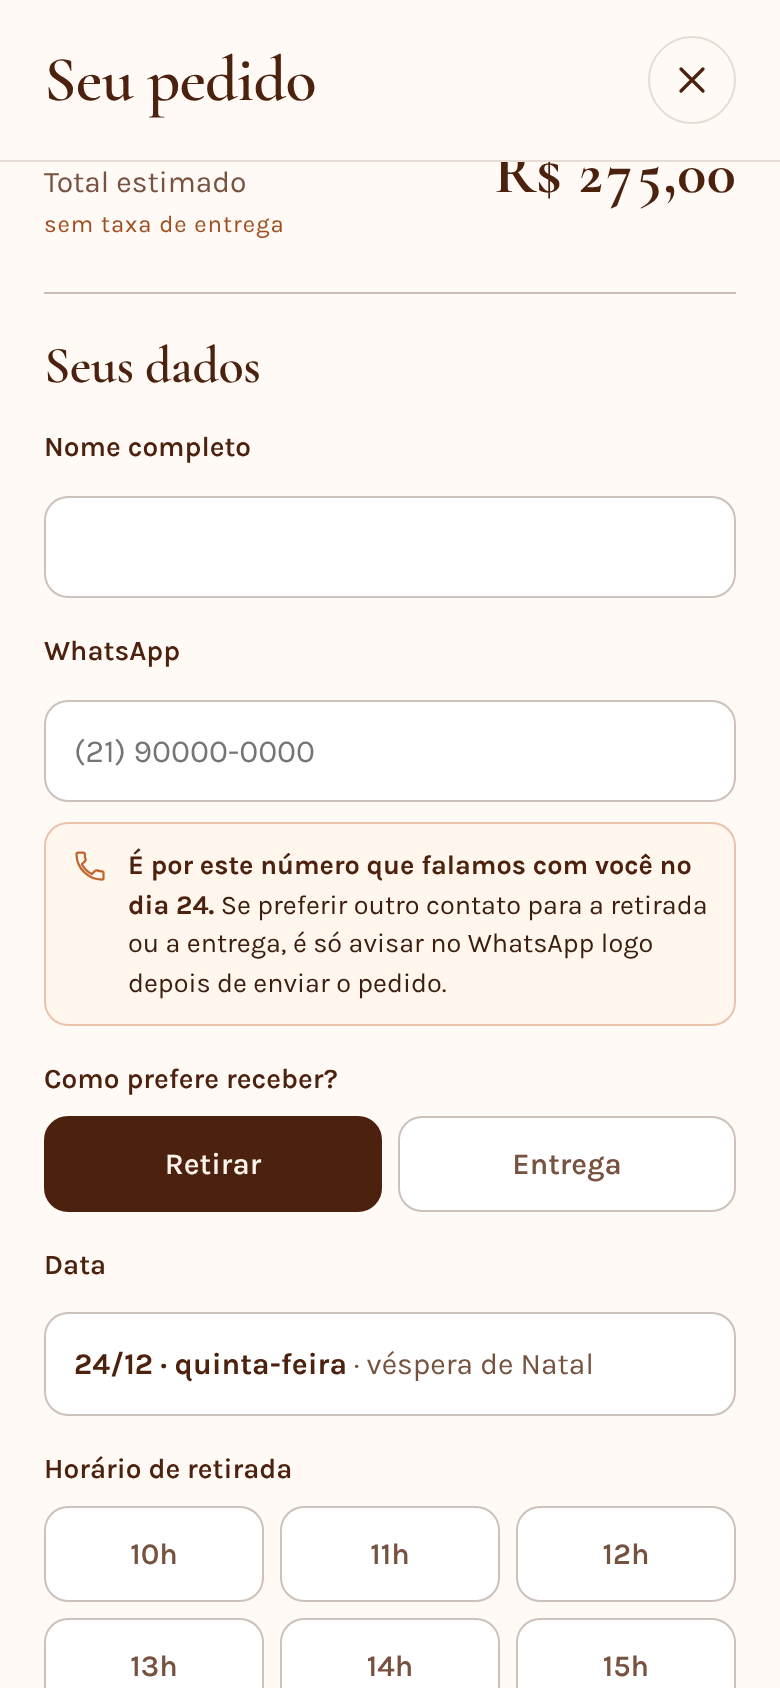 Seu pedido
Total estimado
R$ 275,00
sem taxa de entrega
Seus dados
Nome completo
WhatsApp
(21) 90000-0000
É por este número que falamos com você no
dia 24. Se preferir outro contato para a retirada
ou a entrega, é só avisar no WhatsApp logo
depois de enviar o pedido.
Como prefere receber?
Retirar
Entrega
Data
24/12 · quinta-feira · véspera de Natal
Horário de retirada
10h
11h
12h
13h
14h
15h